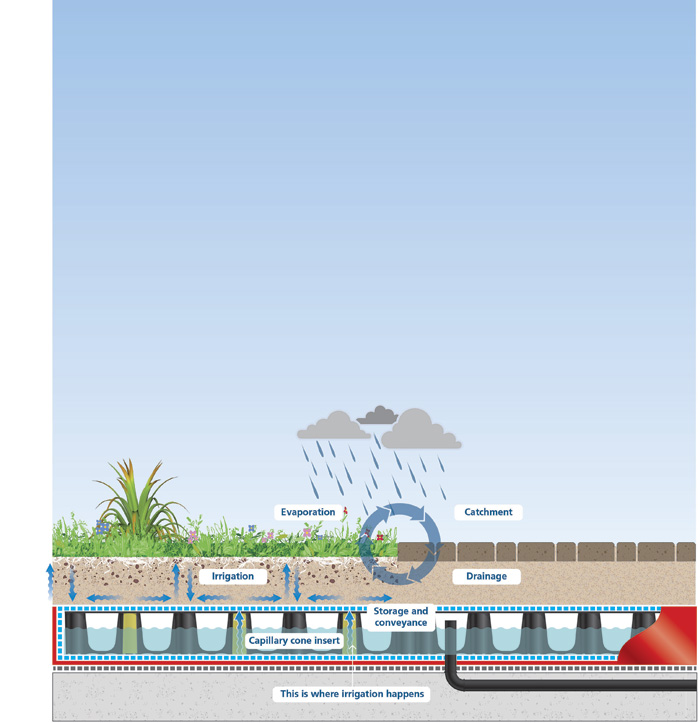 Evaporation
Catchment
Irrigation
Drainage
Storage and
conveyance
Capillary cone insert
This is where irrigation happens